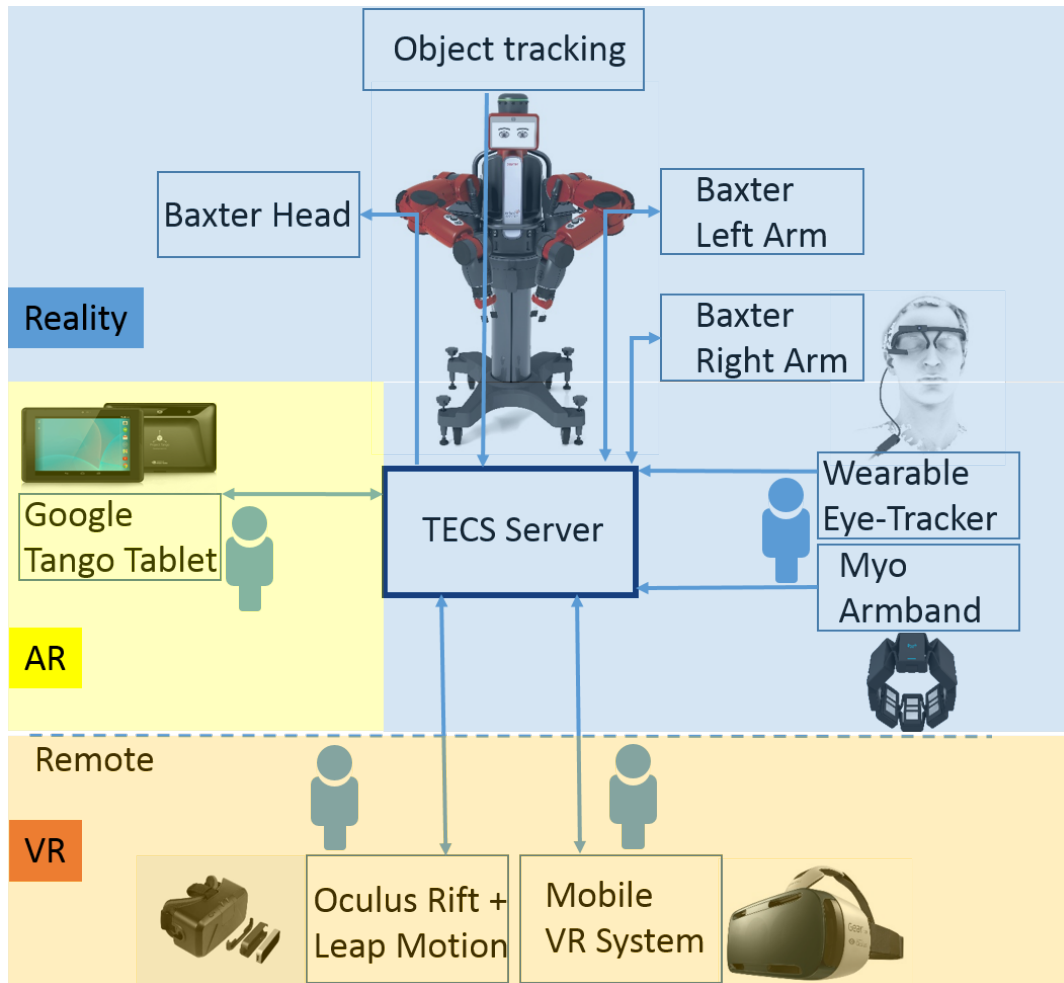 Object tracking
Baxter Head
Baxter
Left Arm
Reality
Baxter
Right Arm
Google
Tango Tablet
TECS Server
Wearable
Eye-Tracker
Myo
Armband
AR
Remote
VR
Oculus Rift +
Leap Motion
Mobile
VR System
Gear